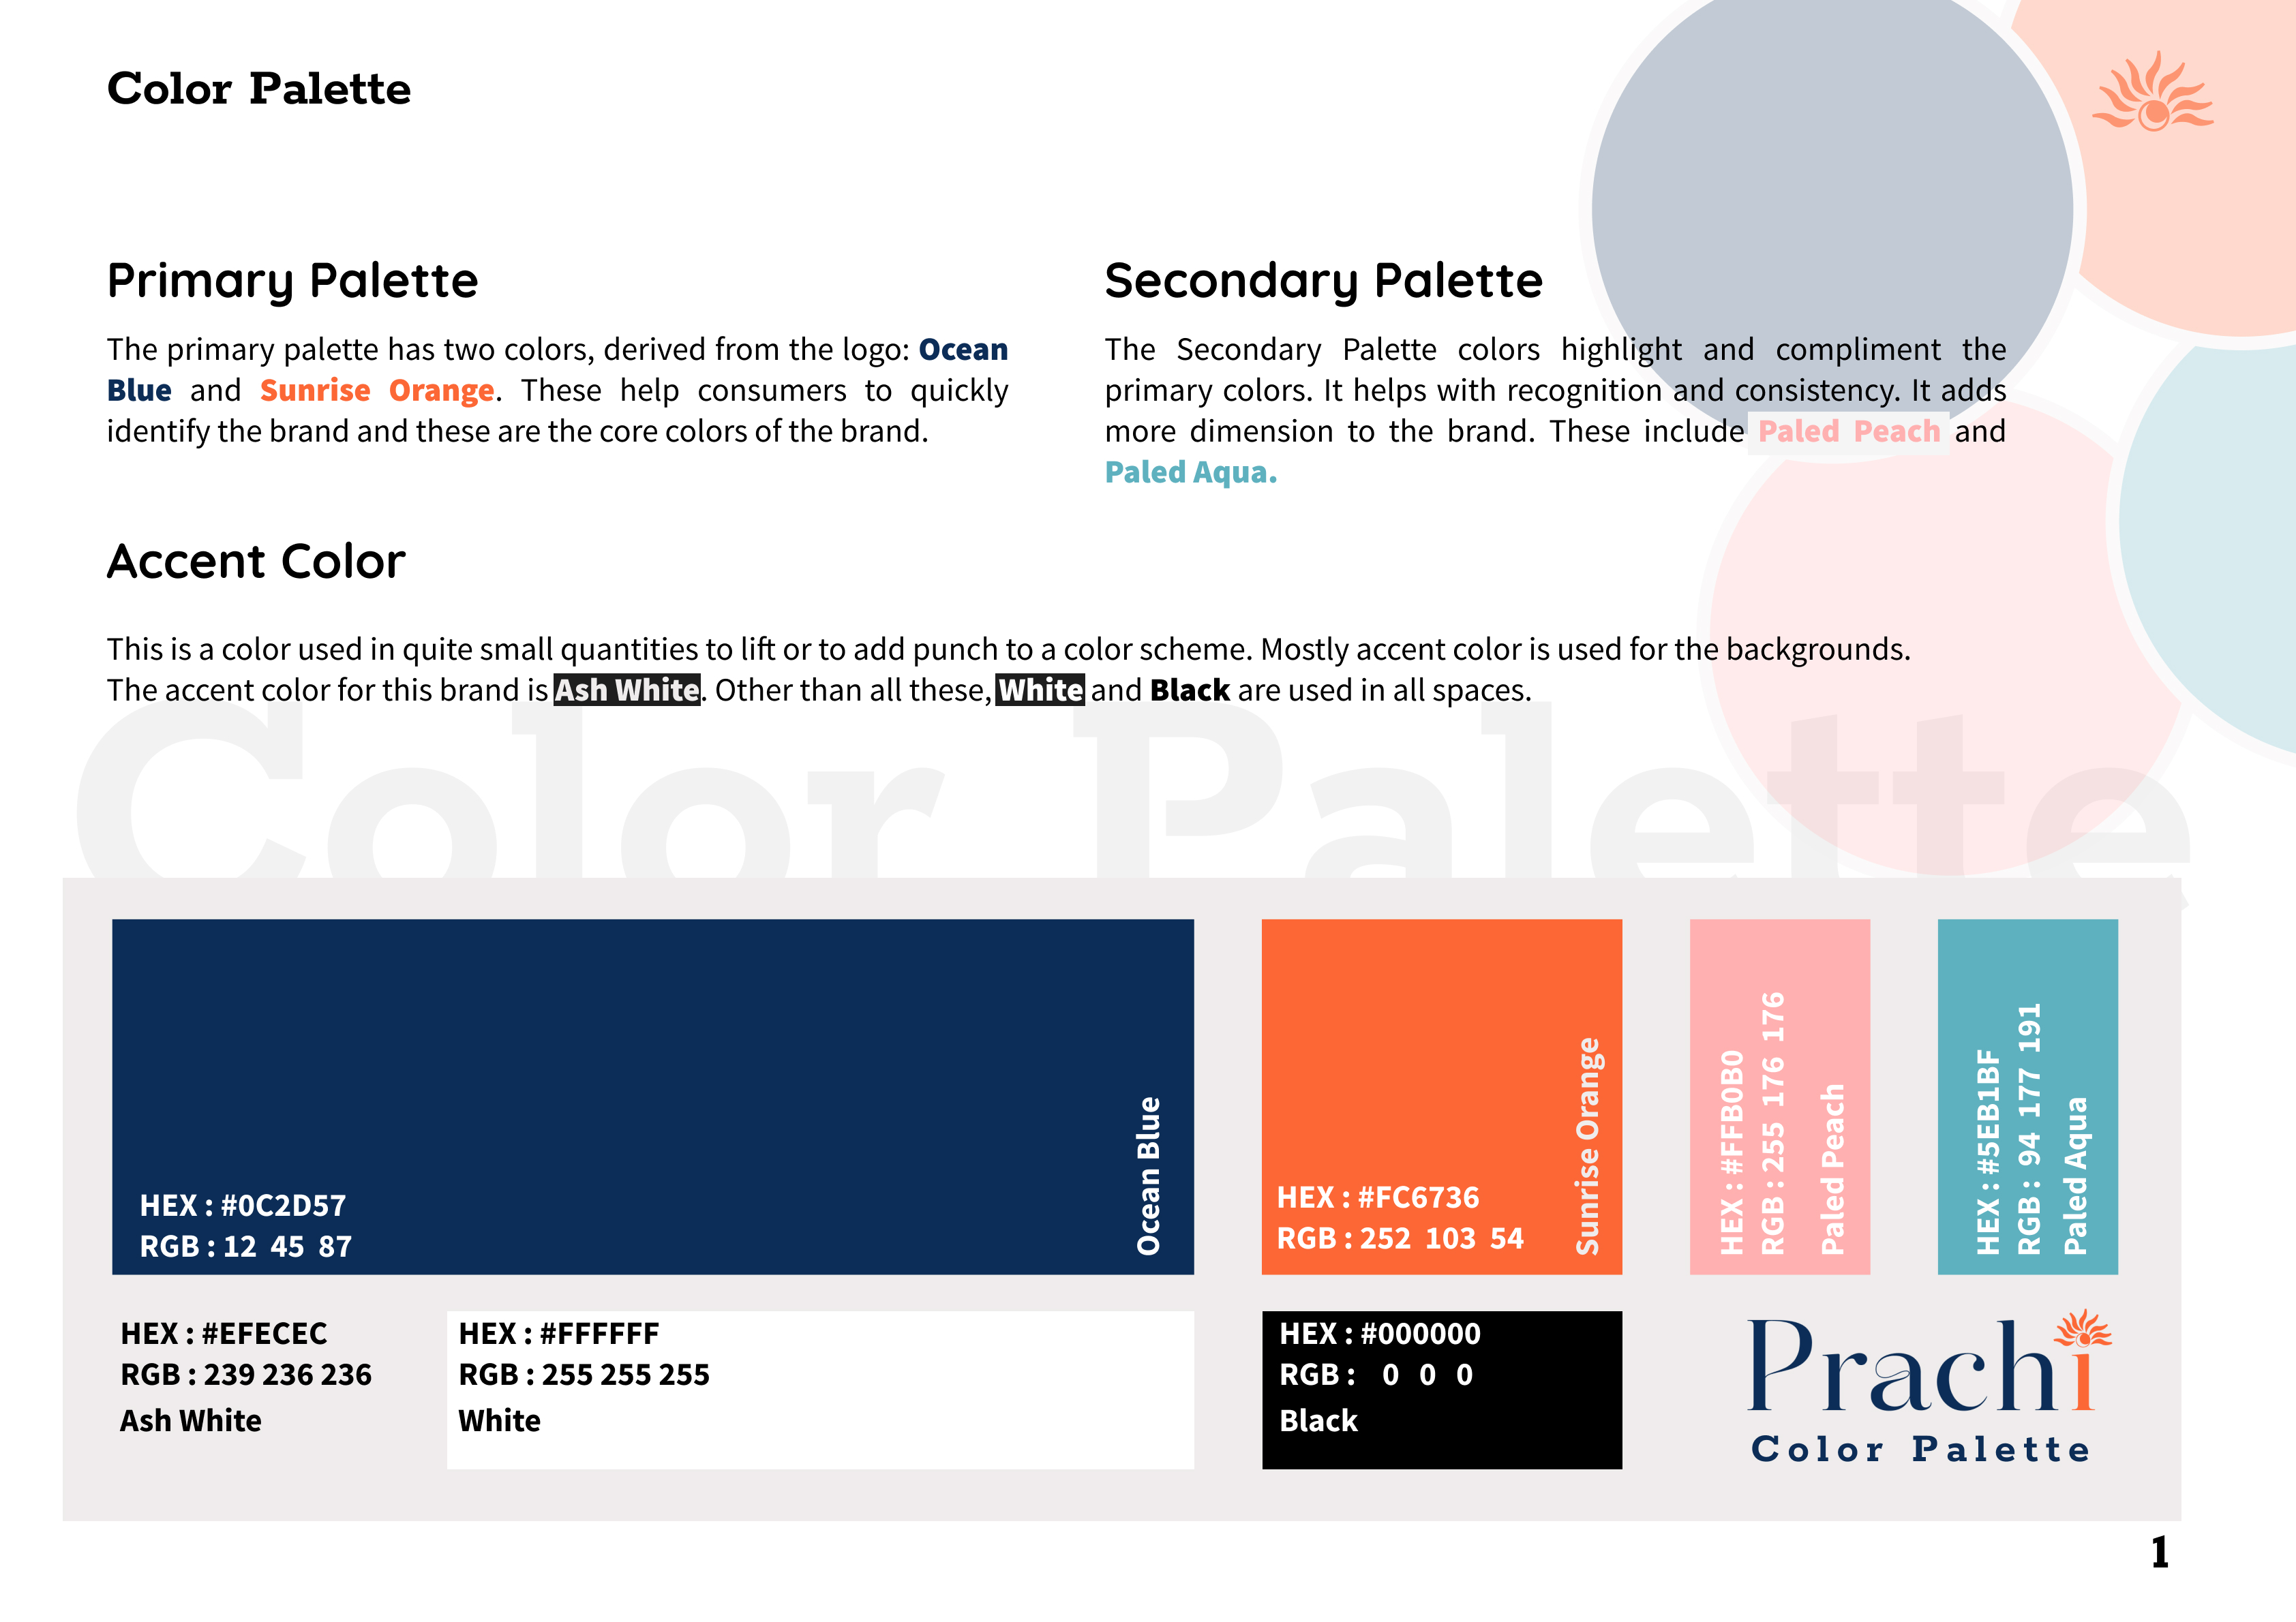 Color Palette
Primary Palette
The primary palette has two colors, derived from the logo: Ocean
Blue and Sunrise Orange. These help consumers to quickly
identify the brand and these are the core colors of the brand.
Secondary Palette
The Secondary Palette colors highlight and compliment the
primary colors. It helps with recognition and consistency. It adds
more dimension to the brand. These include Paled Peach and
Paled Aqua.
Accent Color
This is a color used in quite small quantities to lift or to add punch to a color scheme. Mostly accent color is used for the backgrounds.
The accent color for this brand is Ash White. Other than all these, White and Black are used in all spaces.
Color Palette
HEX : #0C2D57
RGB : 12 45 87
Ocean Blue
HEX : #FC6736
RGB : 252 103 54
Sunrise Orange
HEX : #FFB0B0
RGB : 255 176 176
Paled Peach
HEX : #5EB1BF
RGB : 94 177 191
Paled Aqua
HEX : #EFECEC
RGB : 239 236 236
Ash White
HEX : #FFFFFF
RGB : 255 255 255
White
HEX : #000000
RGB : 0 0 0
Black
Prachi
Color Palette
1